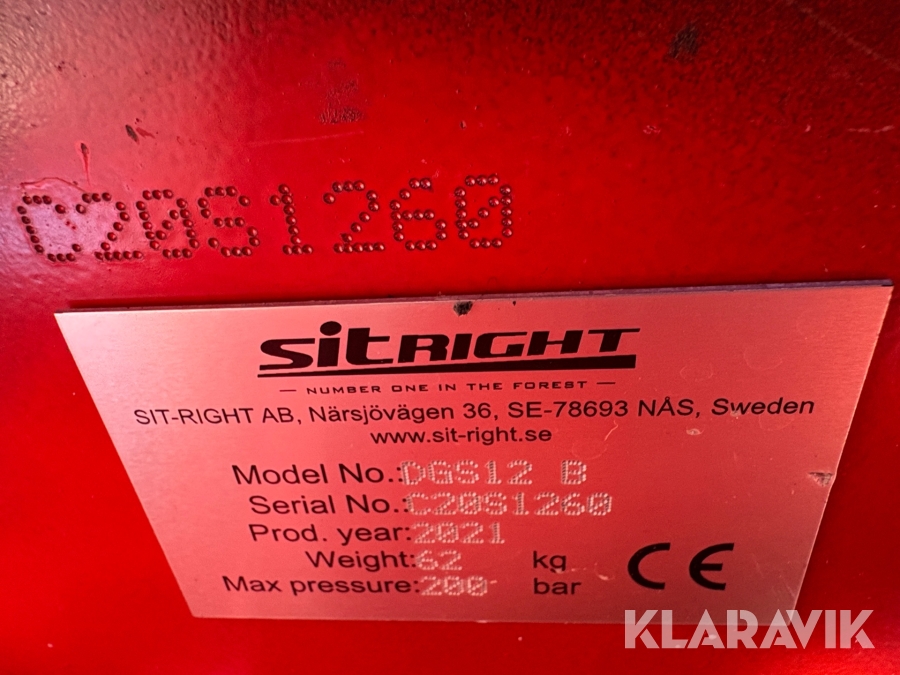 C20S1260
sitRIGHT
— NUMBER ONE IN THE FOREST —
SIT-RIGHT AB, Närsjövägen 36, SE-78693 NÅS, Sweden
www.sit-right.se
Model No.:DGS12 B
Serial No.:C20S1260
Prod. year:2021
Weight:62 kg
Max pressure:200 bar
CE
KLARAVIK